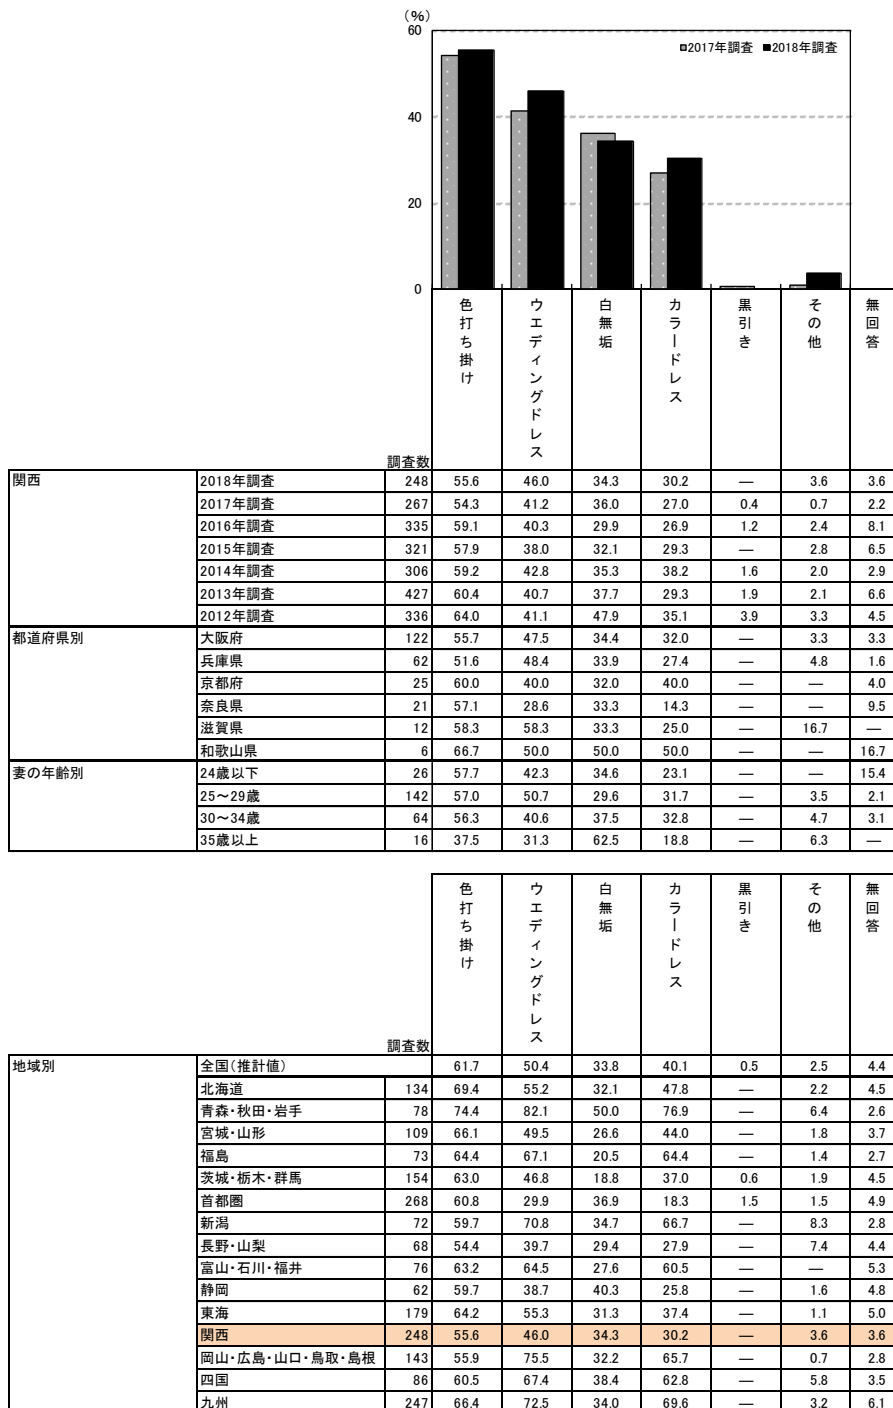 （％）
60
■2017年調査 ■2018年調査
40
20
0
色打ち掛け ウエディングドレス 白無垢 カラードレス 黒引き その他 無回答
調査数
関西 2018年調査 248 55.6 46.0 34.3 30.2 ― 3.6 3.6
2017年調査 267 54.3 41.2 36.0 27.0 0.4 0.7 2.2
2016年調査 335 59.1 40.3 29.9 26.9 1.2 2.4 8.1
2015年調査 321 57.9 38.0 32.1 29.3 ― 2.8 6.5
2014年調査 306 59.2 42.8 35.3 38.2 1.6 2.0 2.9
2013年調査 427 60.4 40.7 37.7 29.3 1.9 2.1 6.6
2012年調査 336 64.0 41.1 47.9 35.1 3.9 3.3 4.5
都道府県別 大阪府 122 55.7 47.5 34.4 32.0 ― 3.3 3.3
兵庫県 62 51.6 48.4 33.9 27.4 ― 4.8 1.6
京都府 25 60.0 40.0 32.0 40.0 ― ― 4.0
奈良県 21 57.1 28.6 33.3 14.3 ― ― 9.5
滋賀県 12 58.3 58.3 33.3 25.0 ― 16.7 ―
和歌山県 6 66.7 50.0 50.0 50.0 ― ― 16.7
妻の年齢別 24歳以下 26 57.7 42.3 34.6 23.1 ― ― 15.4
25～29歳 142 57.0 50.7 29.6 31.7 ― 3.5 2.1
30～34歳 64 56.3 40.6 37.5 32.8 ― 4.7 3.1
35歳以上 16 37.5 31.3 62.5 18.8 ― 6.3 ―
色打ち掛け ウエディングドレス 白無垢 カラードレス 黒引き その他 無回答
調査数
地域別 全国（推計値） 61.7 50.4 33.8 40.1 0.5 2.5 4.4
北海道 134 69.4 55.2 32.1 47.8 ― 2.2 4.5
青森・秋田・岩手 78 74.4 82.1 50.0 76.9 ― 6.4 2.6
宮城・山形 109 66.1 49.5 26.6 44.0 ― 1.8 3.7
福島 73 64.4 67.1 20.5 64.4 ― 1.4 2.7
茨城・栃木・群馬 154 63.0 46.8 18.8 37.0 0.6 1.9 4.5
首都圏 268 60.8 29.9 36.9 18.3 1.5 1.5 4.9
新潟 72 59.7 70.8 34.7 66.7 ― 8.3 2.8
長野・山梨 68 54.4 39.7 29.4 27.9 ― 7.4 4.4
富山・石川・福井 76 63.2 64.5 27.6 60.5 ― ― 5.3
静岡 62 59.7 38.7 40.3 25.8 ― 1.6 4.8
東海 179 64.2 55.3 31.3 37.4 ― 1.1 5.0
関西 248 55.6 46.0 34.3 30.2 ― 3.6 3.6
岡山・広島・山口・鳥取・島根 143 55.9 75.5 32.2 65.7 ― 0.7 2.8
四国 86 60.5 67.4 38.4 62.8 ― 5.8 3.5
九州 247 66.4 72.5 34.0 69.6 ― 3.2 6.1